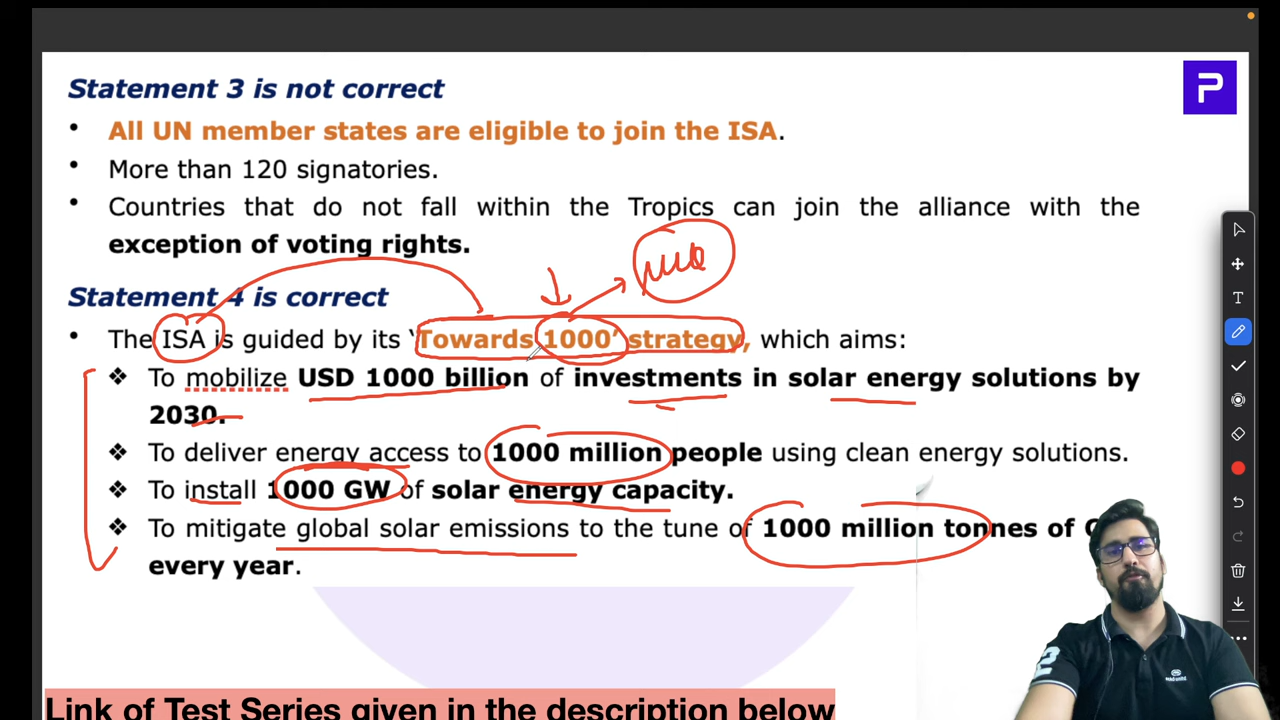 Statement 3 is not correct
P
• All UN member states are eligible to join the ISA.
• More than 120 signatories.
• Countries that do not fall within the Tropics can join the alliance with the
exception of voting rights.
Statement 4 is correct
• The ISA is guided by its ‘Towards 1000’ strategy, which aims:
❖ To mobilize USD 1000 billion of investments in solar energy solutions by
2030.
❖ To deliver energy access to 1000 million people using clean energy solutions.
❖ To install 1000 GW of solar energy capacity.
❖ To mitigate global solar emissions to the tune of 1000 million tonnes of
every year.
T
2
Link of Test Series given in the description below